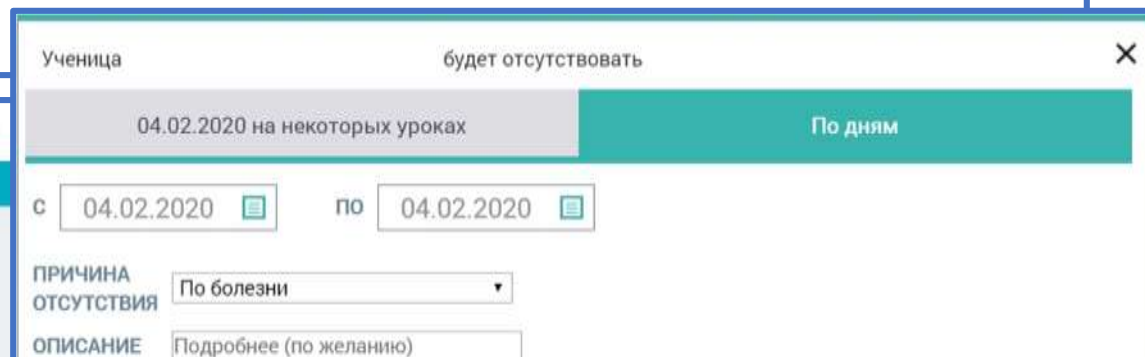 Ученица будет отсутствовать ×
04.02.2020 на некоторых уроках По дням
С 04.02.2020 ПО 04.02.2020
ПРИЧИНА
ОТСУТСТВИЯ По болезни
ОПИСАНИЕ Подробнее (по желанию)